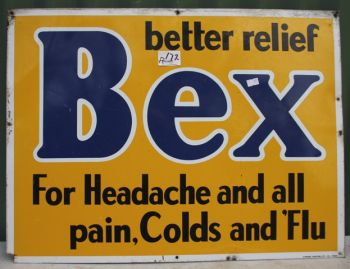 better relief
Bex
For Headache and all
pain, Colds and 'Flu